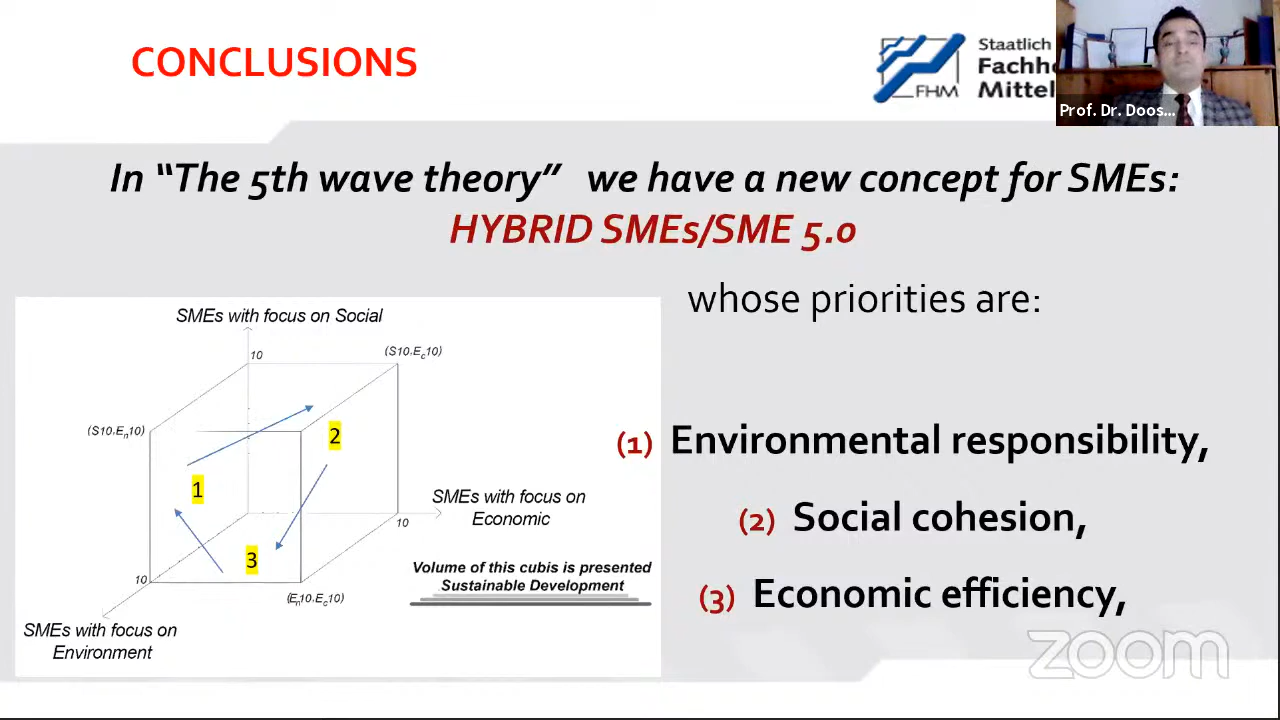 CONCLUSIONS
Staatlich
Fachho
Mittel
FHM
Prof. Dr. Doos...
In “The 5th wave theory” we have a new concept for SMEs:
HYBRID SMEs/SME 5.0
whose priorities are:
SMEs with focus on Social
10
(S10,Ec10)
(S10,En10)
2
1
SMEs with focus on
Economic
10
3
10
(En10,Ec10)
Volume of this cubis is presented
Sustainable Development
SMEs with focus on
Environment
(1) Environmental responsibility,
(2) Social cohesion,
(3) Economic efficiency,
zoom